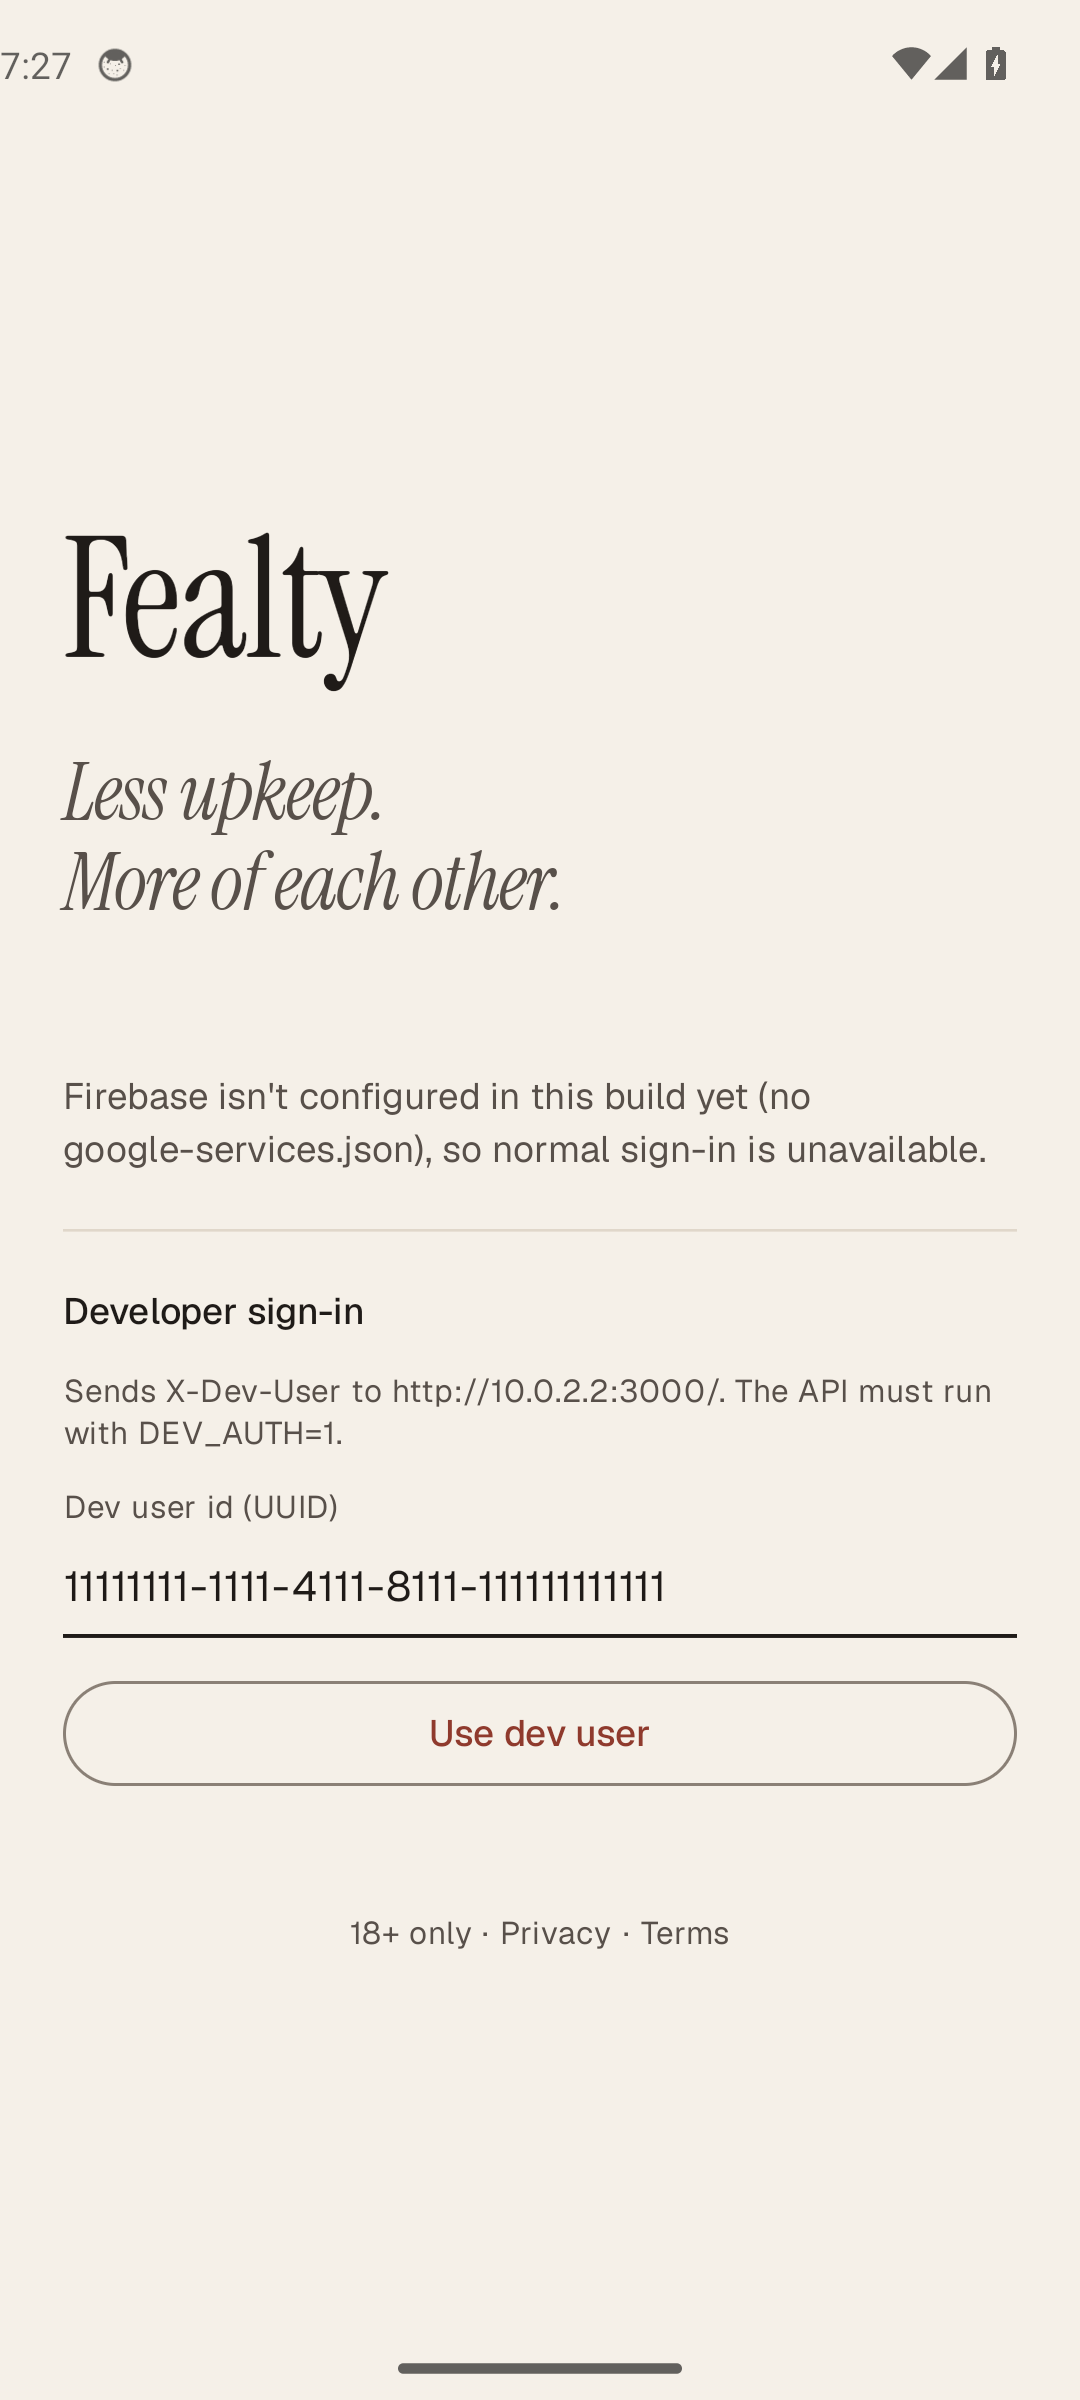 7:27
Fealty
Less upkeep.
More of each other.
Firebase isn't configured in this build yet (no
google-services.json), so normal sign-in is unavailable.
Developer sign-in
Sends X-Dev-User to http://10.0.2.2:3000/. The API must run
with DEV_AUTH=1.
Dev user id (UUID)
11111111-1111-4111-8111-111111111111
Use dev user
18+ only · Privacy · Terms